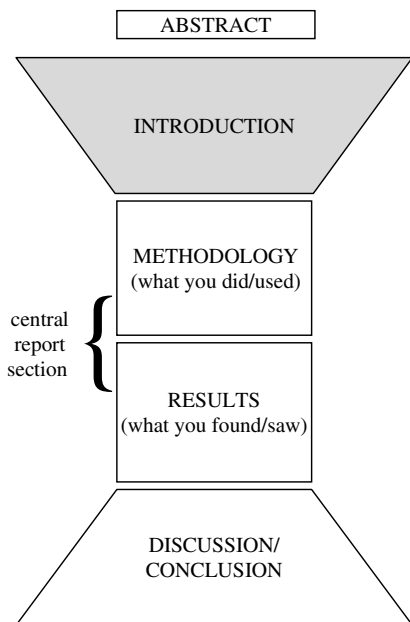 ABSTRACT
INTRODUCTION
METHODOLOGY
(what you did/used)
central
report
section
RESULTS
(what you found/saw)
DISCUSSION/
CONCLUSION